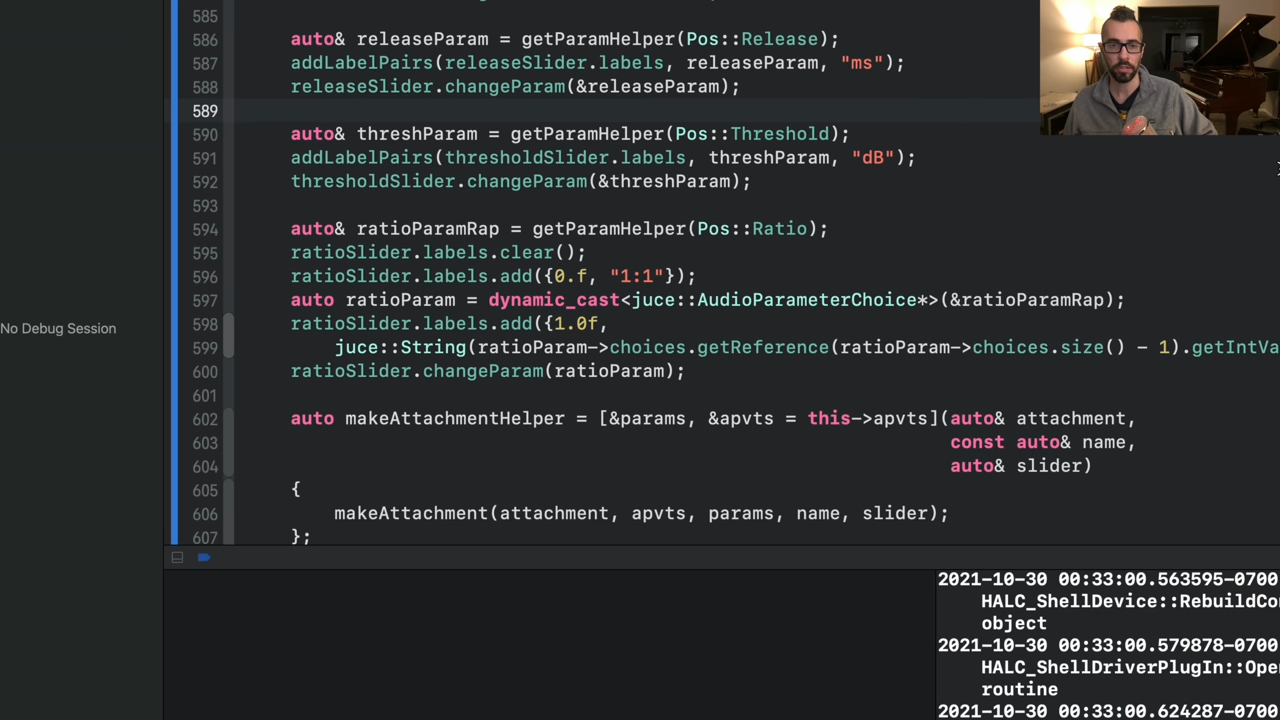 585
586 auto& releaseParam = getParamHelper(Pos::Release);
587 addLabelPairs(releaseSlider.labels, releaseParam, "ms");
588 releaseSlider.changeParam(&releaseParam);
589
590 auto& threshParam = getParamHelper(Pos::Threshold);
591 addLabelPairs(thresholdSlider.labels, threshParam, "dB");
592 thresholdSlider.changeParam(&threshParam);
593
594 auto& ratioParamRap = getParamHelper(Pos::Ratio);
595 ratioSlider.labels.clear();
596 ratioSlider.labels.add({0.f, "1:1"});
597 auto ratioParam = dynamic_cast<juce::AudioParameterChoice*>(&ratioParamRap);
598 ratioSlider.labels.add({1.0f,
No Debug Session
599 juce::String(ratioParam->choices.getReference(ratioParam->choices.size() - 1).getIntVa
600 ratioSlider.changeParam(ratioParam);
601
602 auto makeAttachmentHelper = [&params, &apvts = this->apvts](auto& attachment,
603 const auto& name,
604 auto& slider)
605 {
606 makeAttachment(attachment, apvts, params, name, slider);
607 };
2021-10-30 00:33:00.563595-0700
HALC_ShellDevice::RebuildCo
object
2021-10-30 00:33:00.579878-0700
HALC_ShellDriverPlugIn::Ope
routine
2021-10-30 00:33:00.624287-0700